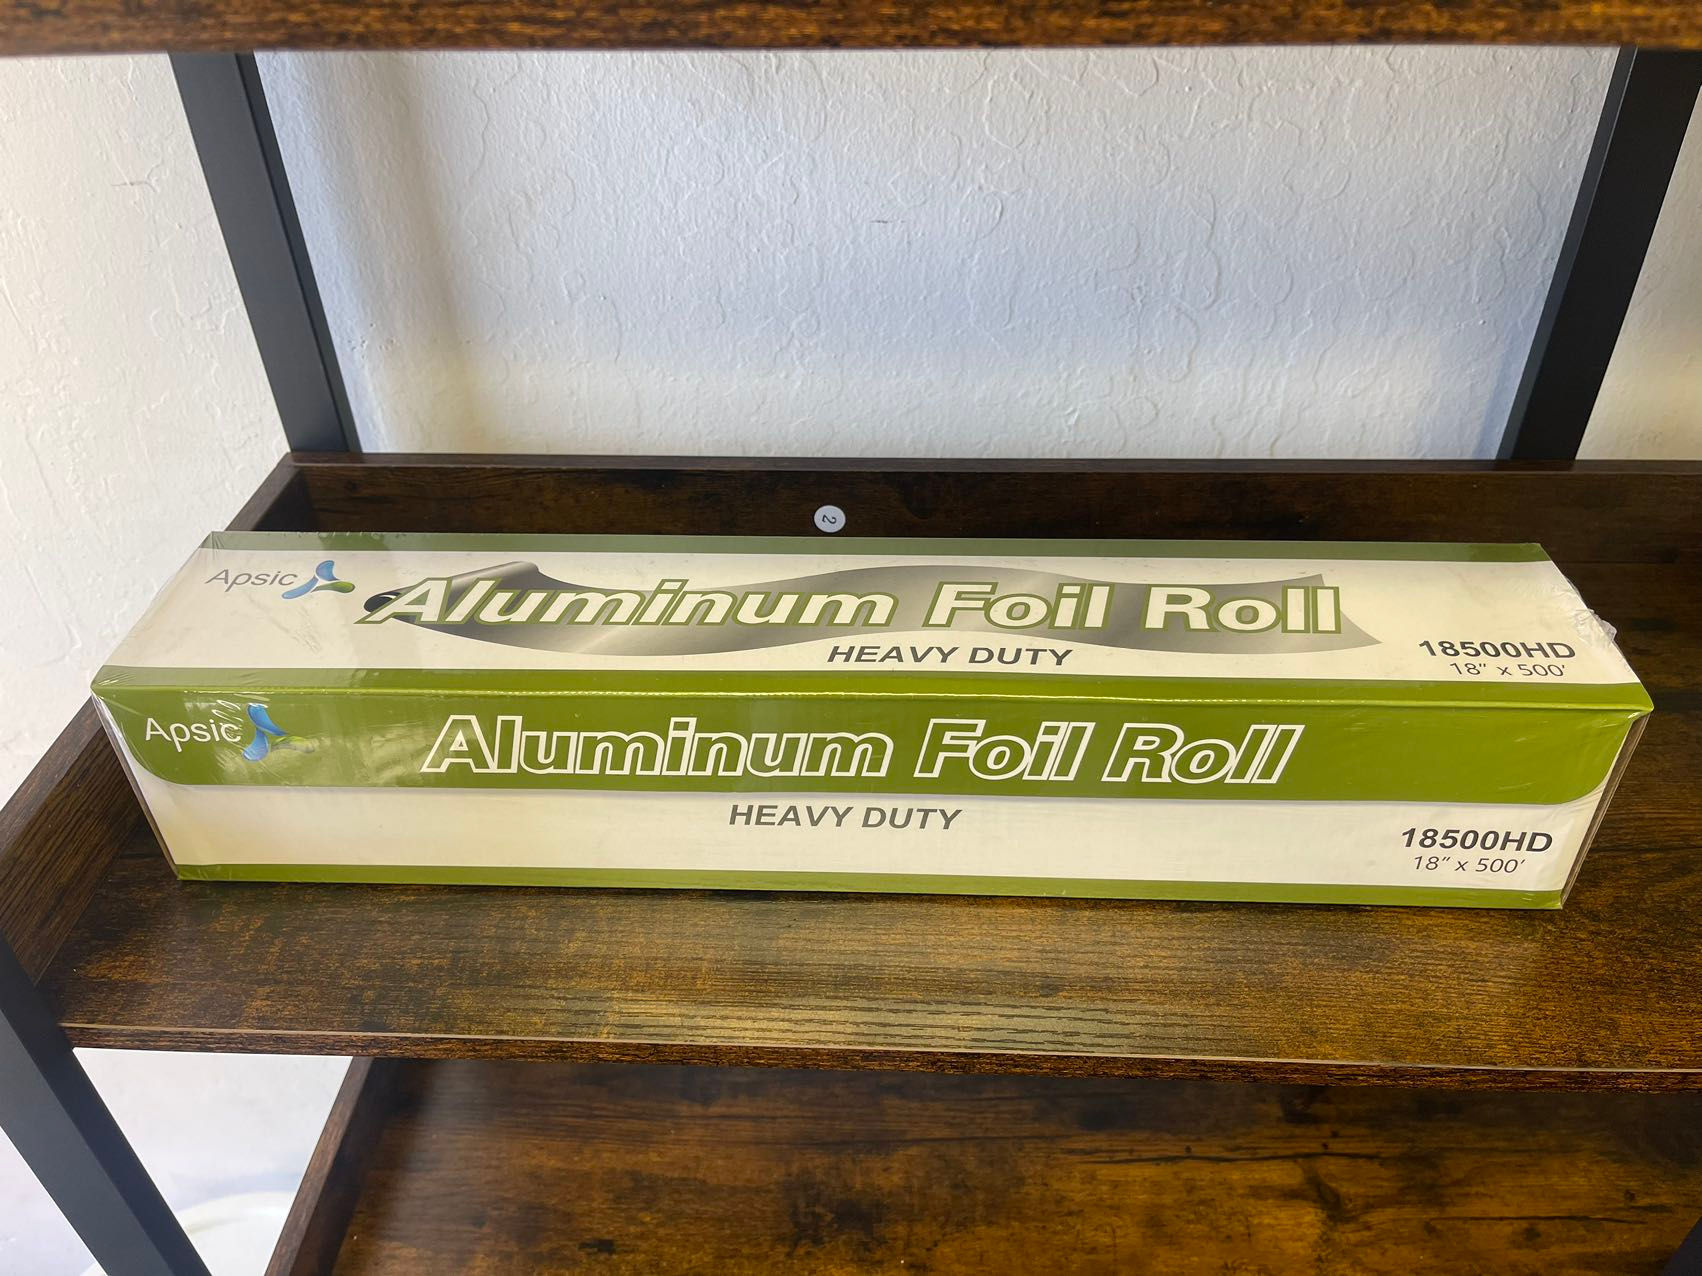 2
Apsic
Aluminum Foil Roll
HEAVY DUTY
18500HD
18" x 500'
Apsic
Aluminum Foil Roll
HEAVY DUTY
18500HD
18" x 500'